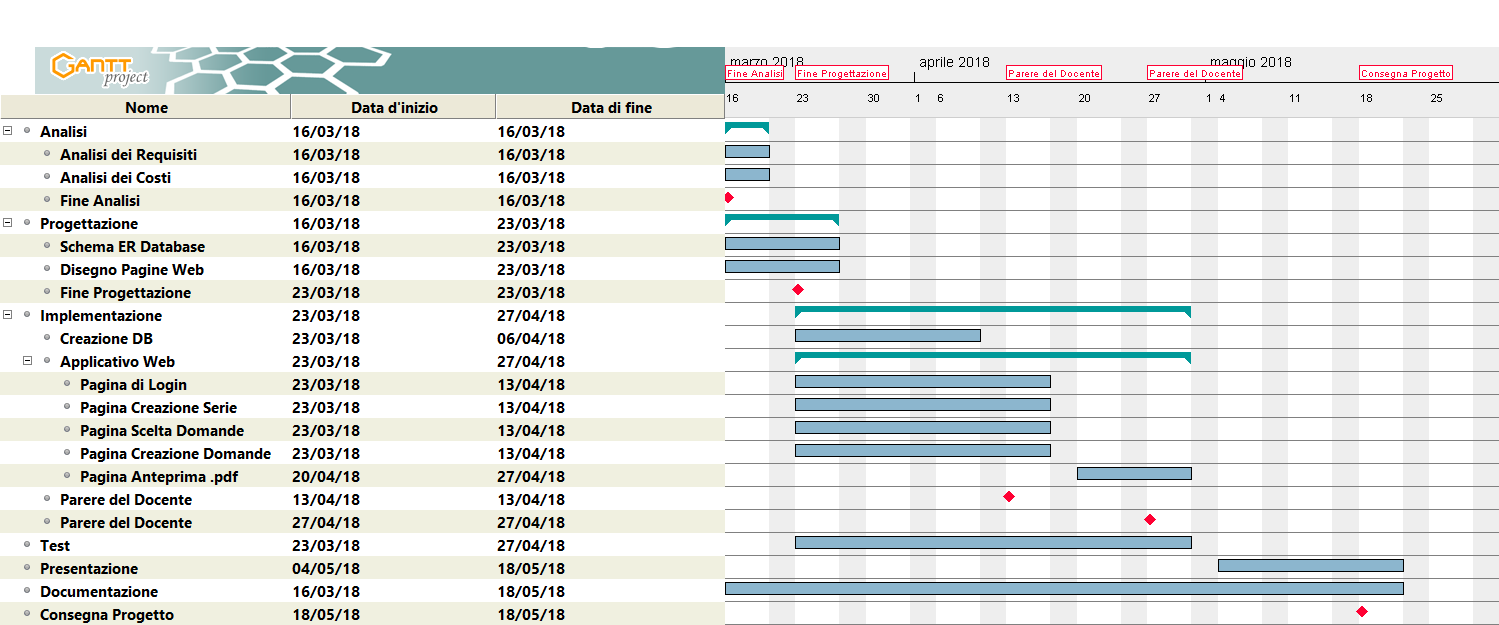 GANTT
project
marzo 2018 aprile 2018 maggio 2018
Fine Analisi Fine Progettazione Parere del Docente Parere del Docente Consegna Progetto
Nome Data d'inizio Data di fine 16 23 30 1 6 13 20 27 1 4 11 18 25
Analisi 16/03/18 16/03/18
Analisi dei Requisiti 16/03/18 16/03/18
Analisi dei Costi 16/03/18 16/03/18
Fine Analisi 16/03/18 16/03/18
Progettazione 16/03/18 23/03/18
Schema ER Database 16/03/18 23/03/18
Disegno Pagine Web 16/03/18 23/03/18
Fine Progettazione 23/03/18 23/03/18
Implementazione 23/03/18 27/04/18
Creazione DB 23/03/18 06/04/18
Applicativo Web 23/03/18 27/04/18
Pagina di Login 23/03/18 13/04/18
Pagina Creazione Serie 23/03/18 13/04/18
Pagina Scelta Domande 23/03/18 13/04/18
Pagina Creazione Domande 23/03/18 13/04/18
Pagina Anteprima .pdf 20/04/18 27/04/18
Parere del Docente 13/04/18 13/04/18
Parere del Docente 27/04/18 27/04/18
Test 23/03/18 27/04/18
Presentazione 04/05/18 18/05/18
Documentazione 16/03/18 18/05/18
Consegna Progetto 18/05/18 18/05/18